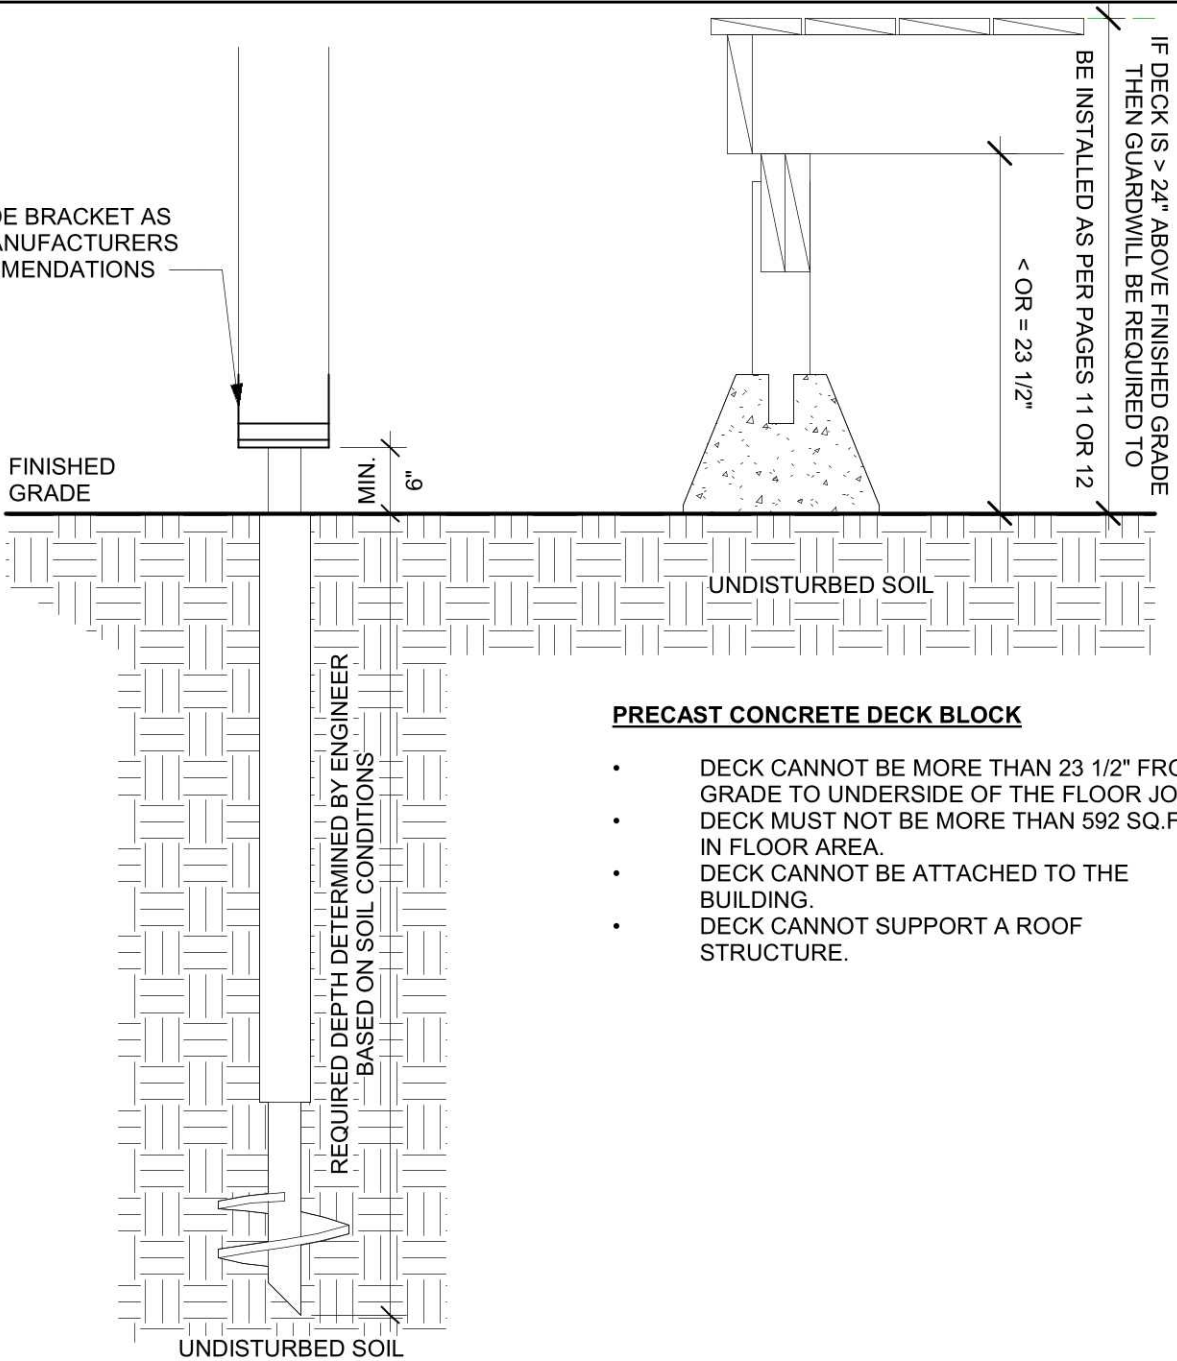 DE BRACKET AS
ANUFACTURERS
MENDATIONS
FINISHED
GRADE
MIN.
6"
REQUIRED DEPTH DETERMINED BY ENGINEER
BASED ON SOIL CONDITIONS
UNDISTURBED SOIL
IF DECK IS > 24" ABOVE FINISHED GRADE
THEN GUARDWILL BE REQUIRED TO
BE INSTALLED AS PER PAGES 11 OR 12
< OR = 23 1/2"
UNDISTURBED SOIL
PRECAST CONCRETE DECK BLOCK
• DECK CANNOT BE MORE THAN 23 1/2" FRO
GRADE TO UNDERSIDE OF THE FLOOR JO
• DECK MUST NOT BE MORE THAN 592 SQ.F
IN FLOOR AREA.
• DECK CANNOT BE ATTACHED TO THE
BUILDING.
• DECK CANNOT SUPPORT A ROOF
STRUCTURE.